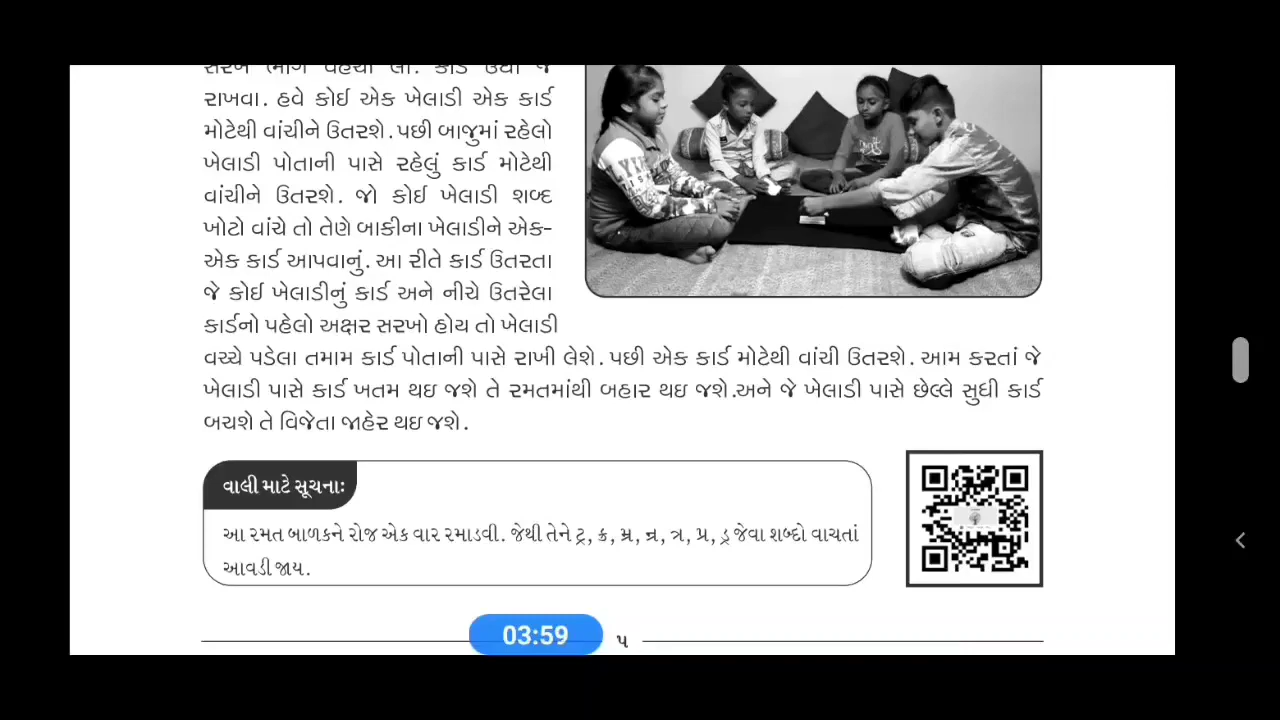 રાખવા. હવે કોઈ એક ખેલાડી એક કાર્ડ
મોટેથી વાંચીને ઉતરશે. પછી બાજુમાં રહેલો
ખેલાડી પોતાની પાસે રહેલું કાર્ડ મોટેથી
વાંચીને ઉતરશે. જો કોઈ ખેલાડી શબ્દ
ખોટો વાંચે તો તેણે બાકીના ખેલાડીને એક-
એક કાર્ડ આપવાનું. આ રીતે કાર્ડ ઉતરતા
જે કોઈ ખેલાડીનું કાર્ડ અને નીચે ઉતરેલા
કાર્ડનો પહેલો અક્ષર સરખો હોય તો ખેલાડી
વચ્ચે પડેલા તમામ કાર્ડ પોતાની પાસે રાખી લેશે. પછી એક કાર્ડ મોટેથી વાંચી ઉતરશે. આમ કરતાં જે
ખેલાડી પાસે કાર્ડ ખતમ થઇ જશે તે રમતમાંથી બહાર થઇ જશે.અને જે ખેલાડી પાસે છેલ્લે સુધી કાર્ડ
બચશે તે વિજેતા જાહેર થઇ જશે.
વાલી માટે સૂચનાઃ
આ રમત બાળકને રોજ એક વાર રમાડવી. જેથી તેને ટ્ર, ક્ર, મ્ર, ન્ર, ત્ર, પ્ર, ડ્ર જેવા શબ્દો વાચતાં
આવડી જાય.
03:59
૫